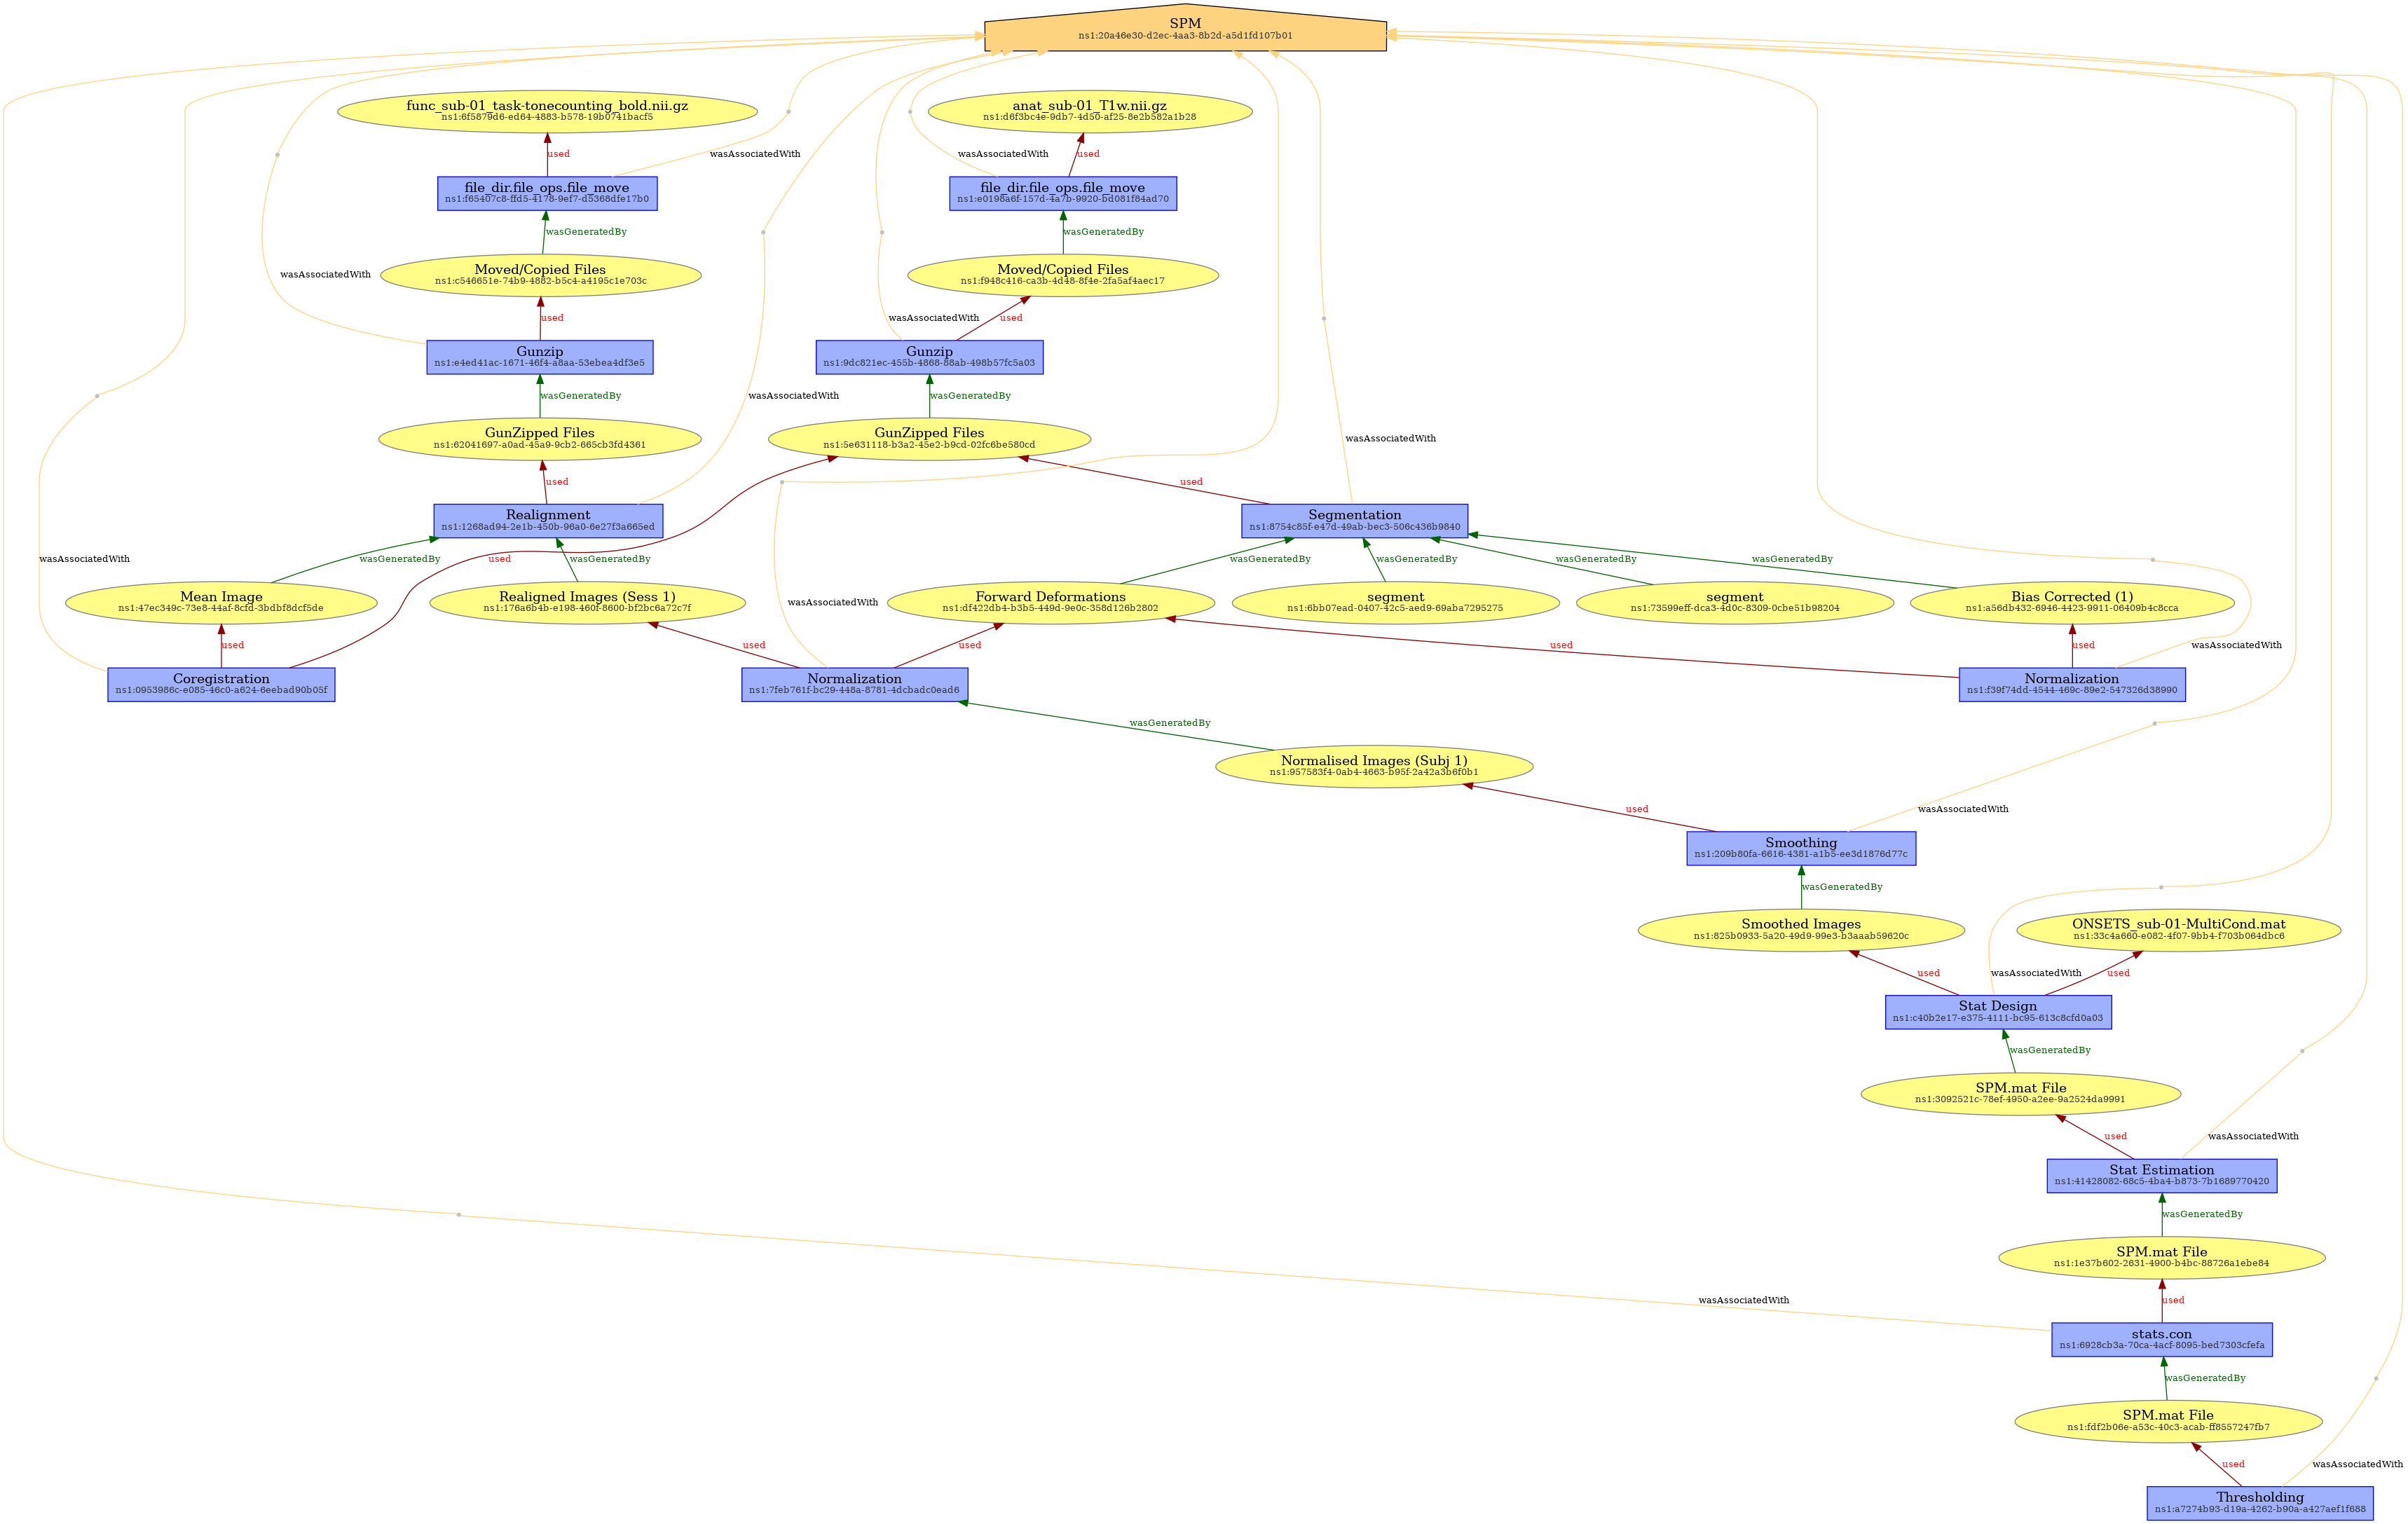 SPM
ns1:20a46e30-d2ec-4aa3-8b2d-a5d1fd107b01
func_sub-01_task-tonecounting_bold.nii.gz
ns1:6f5879d6-ed64-4883-b578-19b0741bacf5
anat_sub-01_T1w.nii.gz
ns1:d6f3bc4e-9db7-4d50-af25-8e2b582a1b28
used
wasAssociatedWith
wasAssociatedWith
used
file_dir.file_ops.file_move
ns1:f65407c8-ffd5-4178-9ef7-d5368dfe17b0
file_dir.file_ops.file_move
ns1:e0198a6f-157d-4a7b-9920-bd081f84ad70
wasGeneratedBy
wasGeneratedBy
wasAssociatedWith
Moved/Copied Files
ns1:c546651e-74b9-4882-b5c4-a4195c1e703c
Moved/Copied Files
ns1:f948c416-ca3b-4d48-8f4e-2fa5af4aec17
used
wasAssociatedWith
used
Gunzip
ns1:e4ed41ac-1671-46f4-a8aa-53ebea4df3e5
Gunzip
ns1:9dc821ec-455b-4868-88ab-498b57fc5a03
wasGeneratedBy
wasAssociatedWith
wasGeneratedBy
GunZipped Files
ns1:62041697-a0ad-45a9-9cb2-665cb3fd4361
GunZipped Files
ns1:5e631118-b3a2-45e2-b9cd-02fc6be580cd
wasAssociatedWith
used
used
Realignment
ns1:1268ad94-2e1b-450b-96a0-6e27f3a665ed
Segmentation
ns1:8754c85f-e47d-49ab-bec3-506c436b9840
wasAssociatedWith
wasGeneratedBy
used
wasGeneratedBy
wasGeneratedBy
wasGeneratedBy
wasGeneratedBy
wasGeneratedBy
Mean Image
ns1:47ec349c-73e8-44af-8cfd-3bdbf8dcf5de
Realigned Images (Sess 1)
ns1:176a6b4b-e198-460f-8600-bf2bc6a72c7f
wasAssociatedWith
Forward Deformations
ns1:df422db4-b3b5-449d-9e0c-358d126b2802
segment
ns1:6bb07ead-0407-42c5-aed9-69aba7295275
segment
ns1:73599eff-dca3-4d0c-8309-0cbe51b98204
Bias Corrected (1)
ns1:a56db432-6946-4423-9911-06409b4c8cca
used
used
used
used
used
wasAssociatedWith
Coregistration
ns1:0953986c-e085-46c0-a624-6eebad90b05f
Normalization
ns1:7feb761f-bc29-448a-8781-4dcbadc0ead6
Normalization
ns1:f39f74dd-4544-469c-89e2-547326d38990
wasGeneratedBy
Normalised Images (Subj 1)
ns1:957583f4-0ab4-4663-b95f-2a42a3b6f0b1
used
wasAssociatedWith
Smoothing
ns1:209b80fa-6616-4381-a1b5-ee3d1876d77c
wasGeneratedBy
Smoothed Images
ns1:825b0933-5a20-49d9-99e3-b3aaab59620c
ONSETS_sub-01-MultiCond.mat
ns1:33c4a660-e082-4f07-9bb4-f703b064dbc6
used
wasAssociatedWith
used
Stat Design
ns1:c40b2e17-e375-4111-bc95-613c8cfd0a03
wasGeneratedBy
SPM.mat File
ns1:3092521c-78ef-4950-a2ee-9a2524da9991
used
wasAssociatedWith
Stat Estimation
ns1:41428082-68c5-4ba4-b873-7b1689770420
wasGeneratedBy
SPM.mat File
ns1:1e37b602-2631-4900-b4bc-88726a1ebe84
wasAssociatedWith
used
stats.con
ns1:6928cb3a-70ca-4acf-8095-bed7303cfefa
wasGeneratedBy
SPM.mat File
ns1:fdf2b06e-a53c-40c3-acab-ff8557247fb7
used
wasAssociatedWith
Thresholding
ns1:a7274b93-d19a-4262-b90a-a427aef1f688